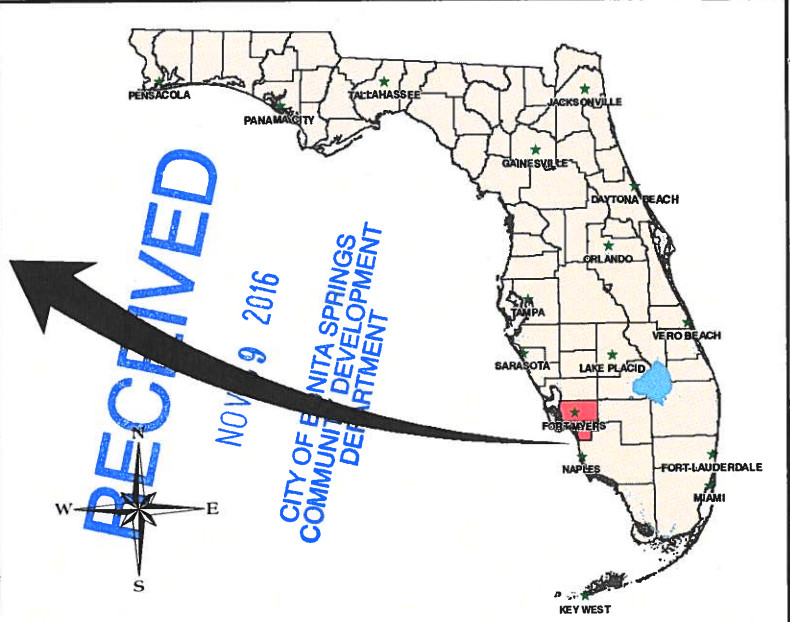 PENSACOLA
TALLAHASSEE
JACKSONVILLE
PANAMA CITY
GAINESVILLE
DAYTONA BEACH
ORLANDO
TAMPA
VERO BEACH
SARASOTA
LAKE PLACID
FORT MYERS
NAPLES
FORT LAUDERDALE
MIAMI
KEY WEST
RECEIVED
NOV 9 2016
CITY OF BONITA SPRINGS
COMMUNITY DEVELOPMENT
DEPARTMENT
N
W
E
S